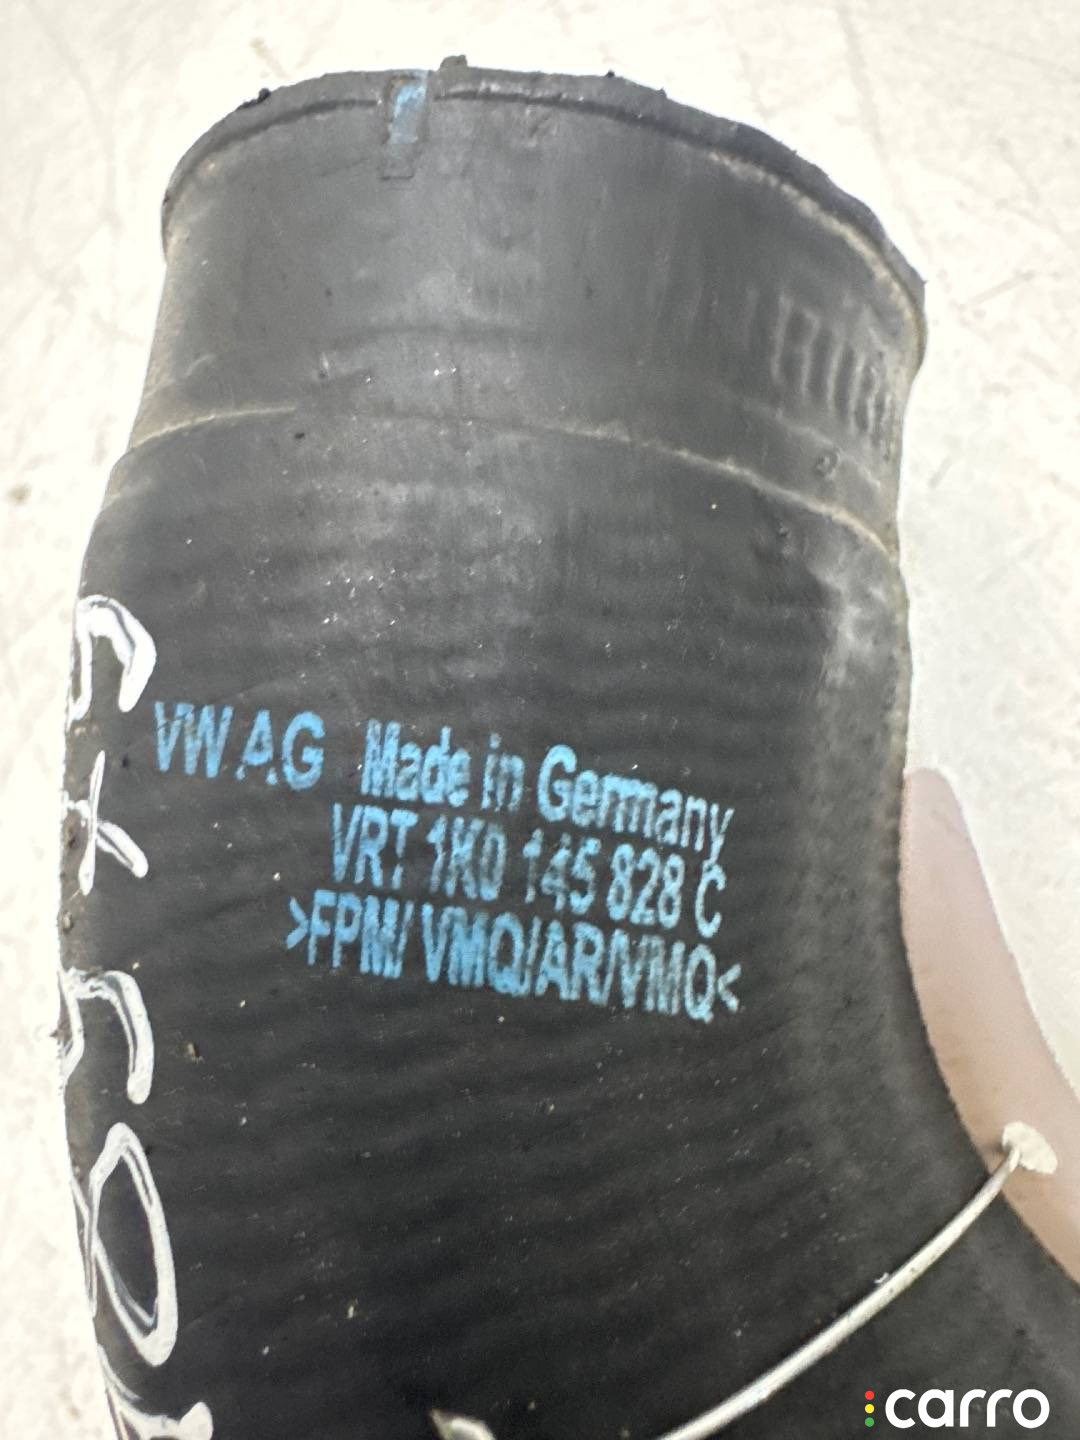 VW AG Made in Germany
VRT 1K0 145 828 C
>FPM/ VMQ/AR/VMQ<
carro